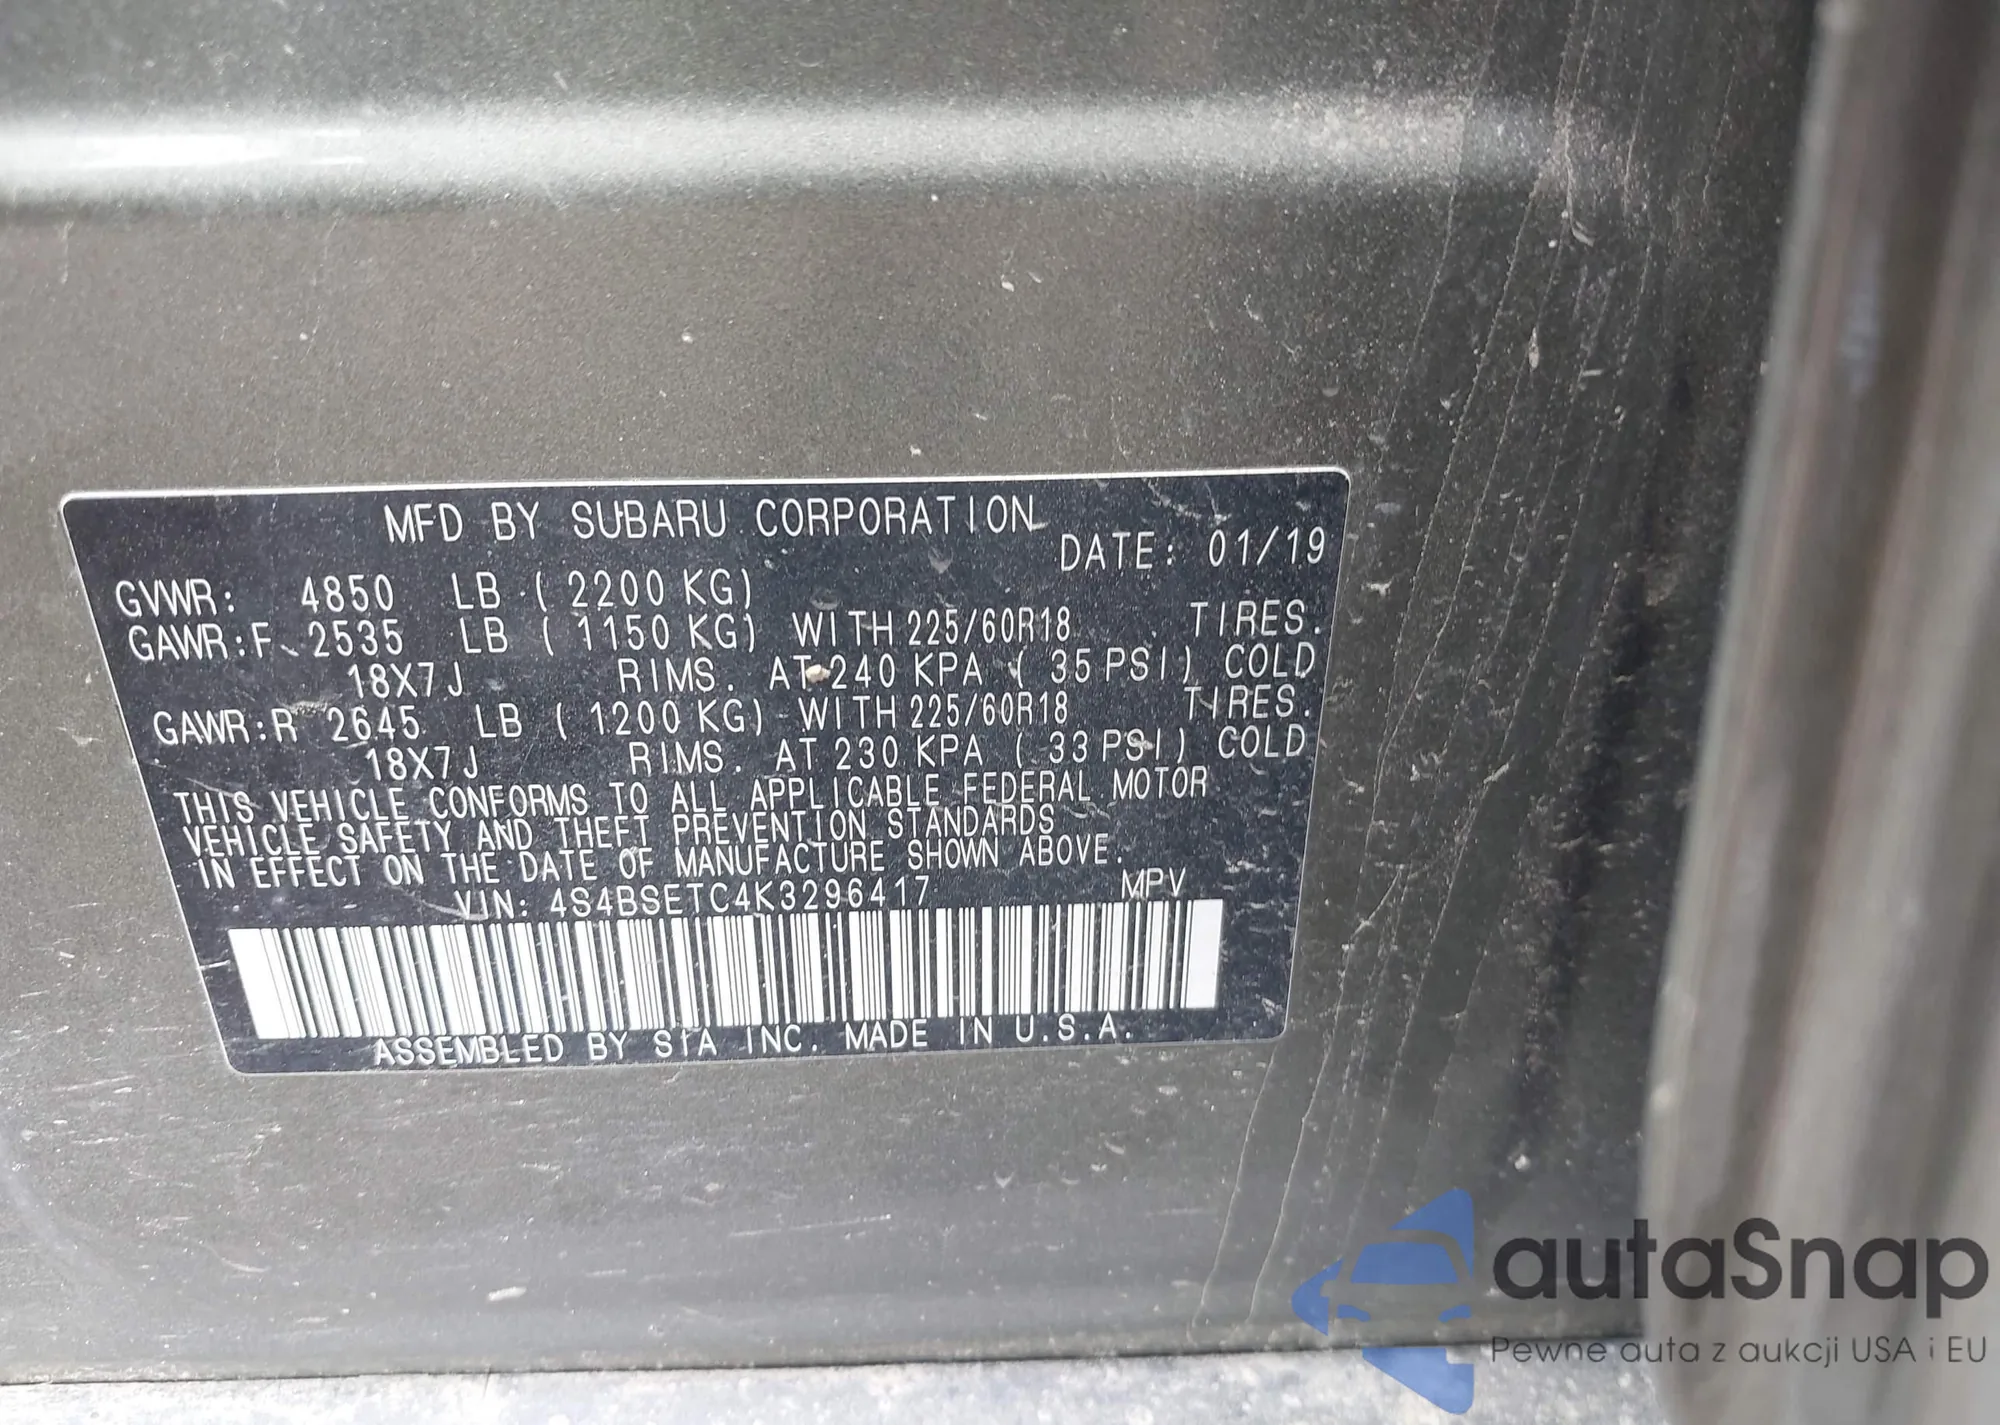 MFD BY SUBARU CORPORATION
DATE: 01/19
GVWR: 4850 LB ( 2200 KG)
GAWR:F 2535 LB ( 1150 KG) WITH 225/60R18 TIRES.
18X7J RIMS. AT 240 KPA ( 35 PSI) COLD
GAWR:R 2645 LB ( 1200 KG) WITH 225/60R18 TIRES.
18X7J RIMS. AT 230 KPA ( 33 PSI) COLD
THIS VEHICLE CONFORMS TO ALL APPLICABLE FEDERAL MOTOR
VEHICLE SAFETY AND THEFT PREVENTION STANDARDS
IN EFFECT ON THE DATE OF MANUFACTURE SHOWN ABOVE.
VIN: 4S4BSETC4K3296417 MPV
ASSEMBLED BY SIA INC. MADE IN U.S.A.
autaSnap
Pewne auta z aukcji USA i EU